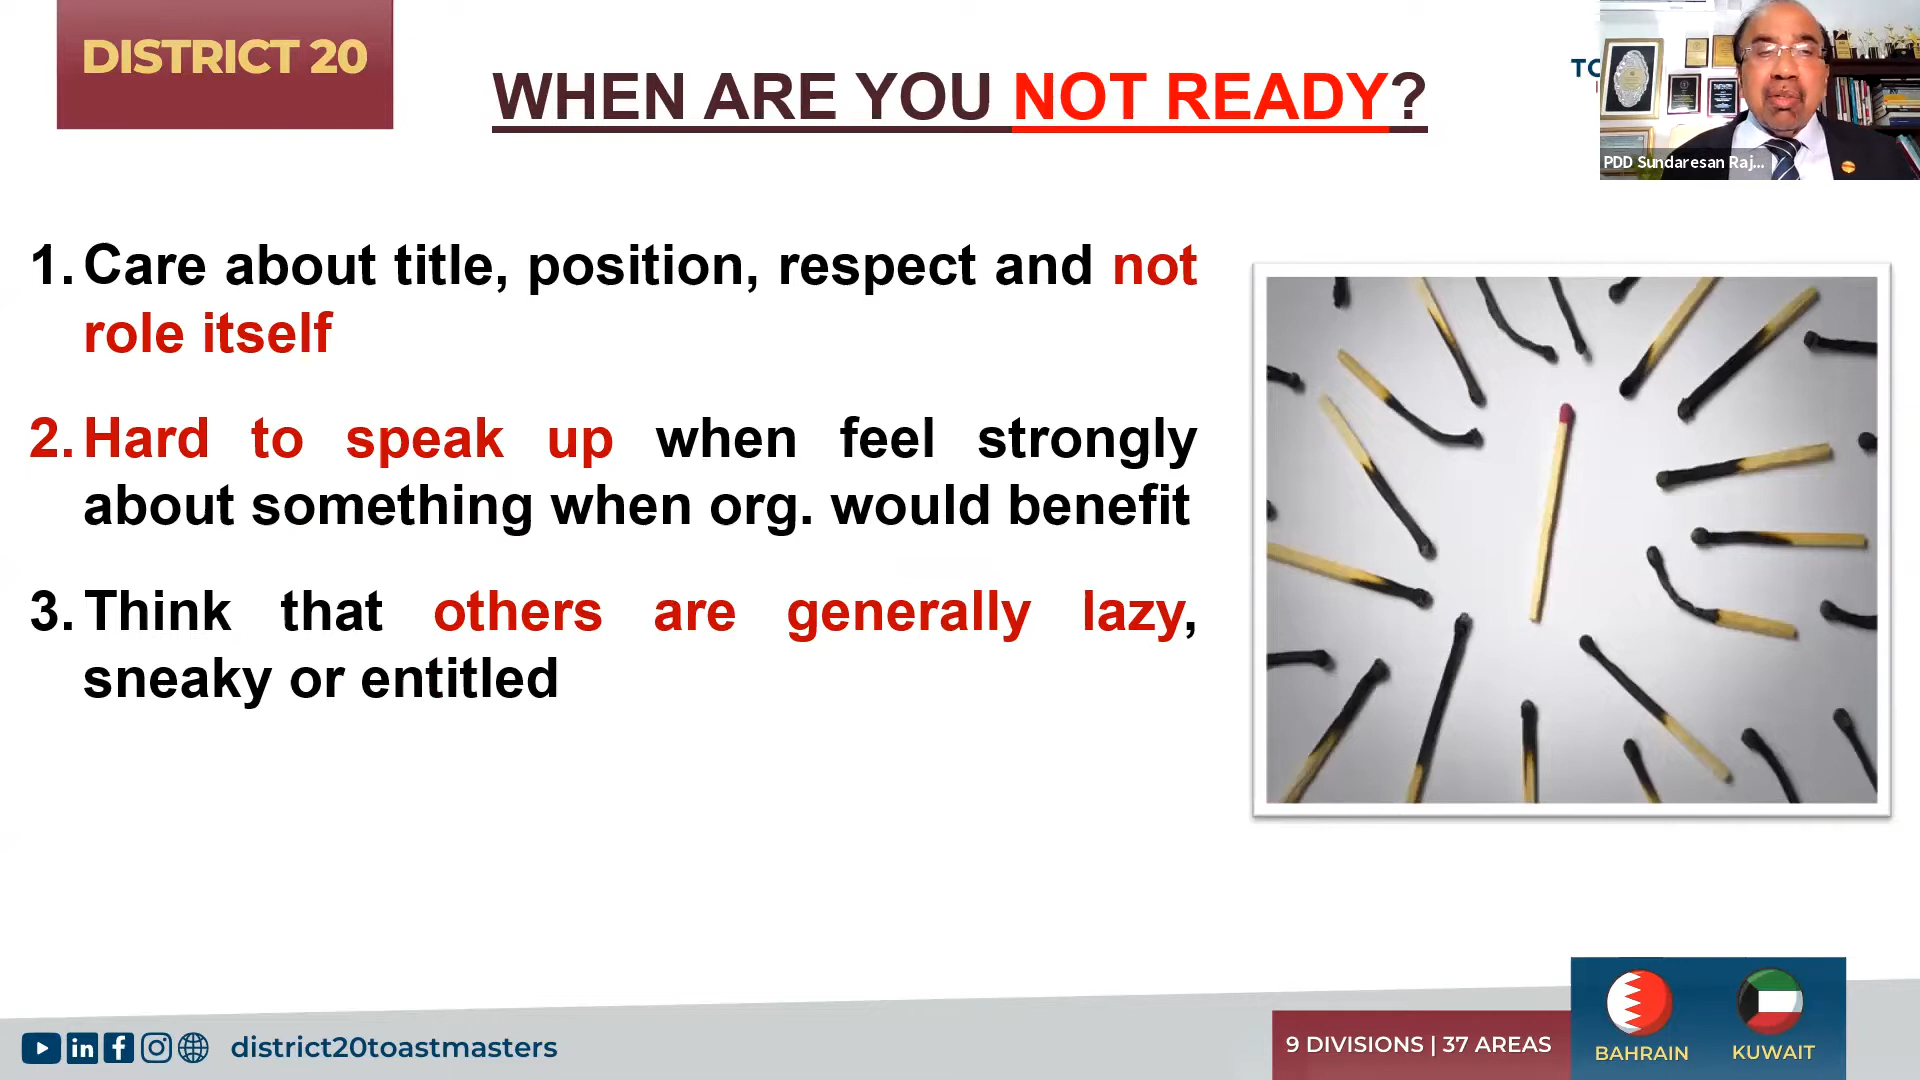 DISTRICT 20
WHEN ARE YOU NOT READY?
TO
PDD Sundaresan Raj...
1. Care about title, position, respect and not
role itself
2. Hard to speak up when feel strongly
about something when org. would benefit
3. Think that others are generally lazy,
sneaky or entitled
district20toastmasters
9 DIVISIONS | 37 AREAS
BAHRAIN
KUWAIT